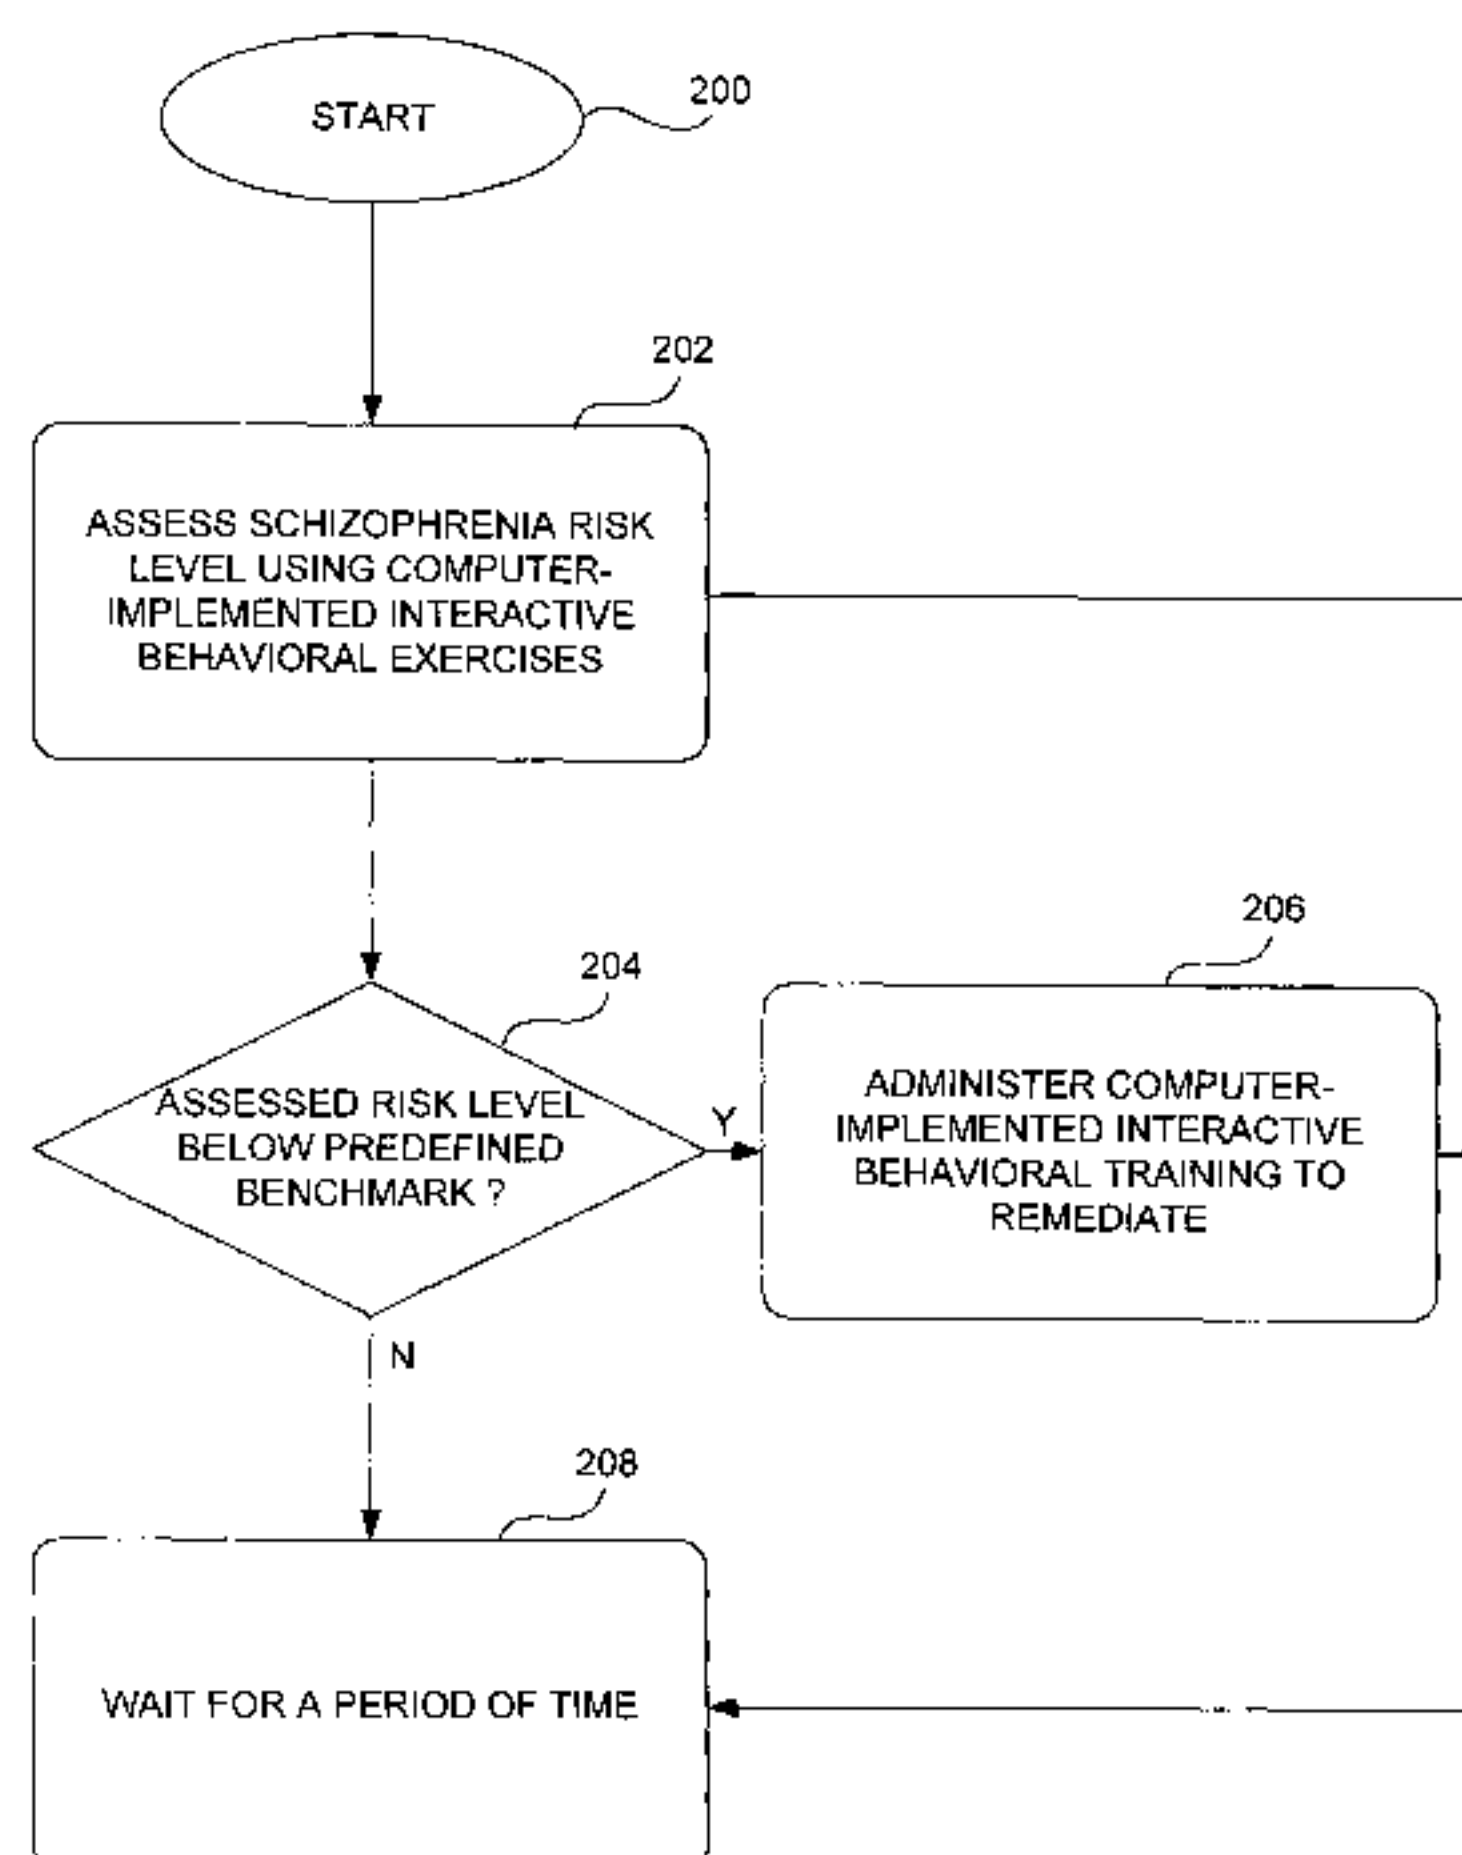 START
200
202
ASSESS SCHIZOPHRENIA RISK
LEVEL USING COMPUTER-
IMPLEMENTED INTERACTIVE
BEHAVIORAL EXERCISES
204
ASSESSED RISK LEVEL
BELOW PREDEFINED
BENCHMARK ?
Y
206
ADMINISTER COMPUTER-
IMPLEMENTED INTERACTIVE
BEHAVIORAL TRAINING TO
REMEDIATE
N
208
WAIT FOR A PERIOD OF TIME